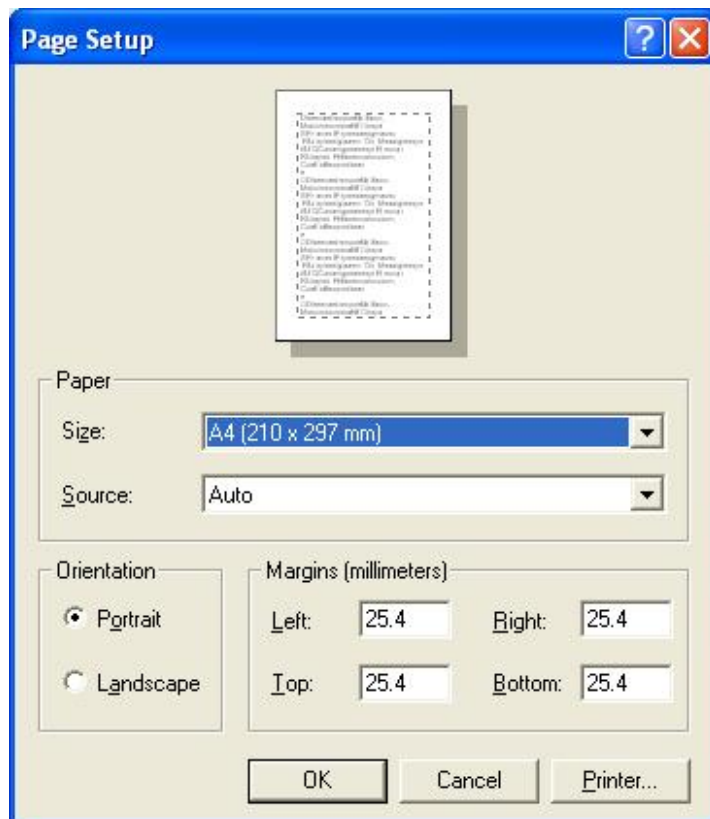 Page Setup
Paper
Size: A4 (210 x 297 mm)
Source: Auto
Orientation
Portrait
Landscape
Margins (millimeters)
Left: 25.4 Right: 25.4
Top: 25.4 Bottom: 25.4
OK Cancel Printer...